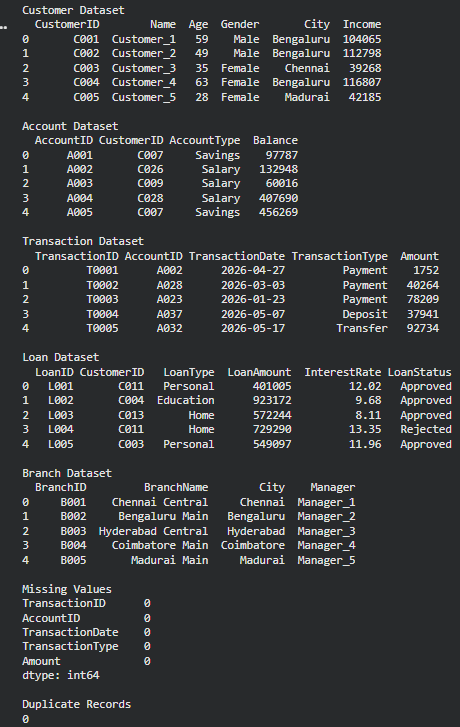 Customer Dataset
CustomerID Name Age Gender City Income
0 C001 Customer_1 59 Male Bengaluru 104065
1 C002 Customer_2 49 Male Bengaluru 112798
2 C003 Customer_3 35 Female Chennai 39268
3 C004 Customer_4 63 Female Bengaluru 116807
4 C005 Customer_5 28 Female Madurai 42185
Account Dataset
AccountID CustomerID AccountType Balance
0 A001 C007 Savings 97787
1 A002 C026 Salary 132948
2 A003 C009 Salary 60016
3 A004 C028 Salary 407690
4 A005 C007 Savings 456269
Transaction Dataset
TransactionID AccountID TransactionDate TransactionType Amount
0 T0001 A002 2026-04-27 Payment 1752
1 T0002 A028 2026-03-03 Payment 40264
2 T0003 A023 2026-01-23 Payment 78209
3 T0004 A037 2026-05-07 Deposit 37941
4 T0005 A032 2026-05-17 Transfer 92734
Loan Dataset
LoanID CustomerID LoanType LoanAmount InterestRate LoanStatus
0 L001 C011 Personal 401005 12.02 Approved
1 L002 C004 Education 923172 9.68 Approved
2 L003 C013 Home 572244 8.11 Approved
3 L004 C011 Home 729290 13.35 Rejected
4 L005 C003 Personal 549097 11.96 Approved
Branch Dataset
BranchID BranchName City Manager
0 B001 Chennai Central Chennai Manager_1
1 B002 Bengaluru Main Bengaluru Manager_2
2 B003 Hyderabad Central Hyderabad Manager_3
3 B004 Coimbatore Main Coimbatore Manager_4
4 B005 Madurai Main Madurai Manager_5
Missing Values
TransactionID 0
AccountID 0
TransactionDate 0
TransactionType 0
Amount 0
dtype: int64
Duplicate Records
0